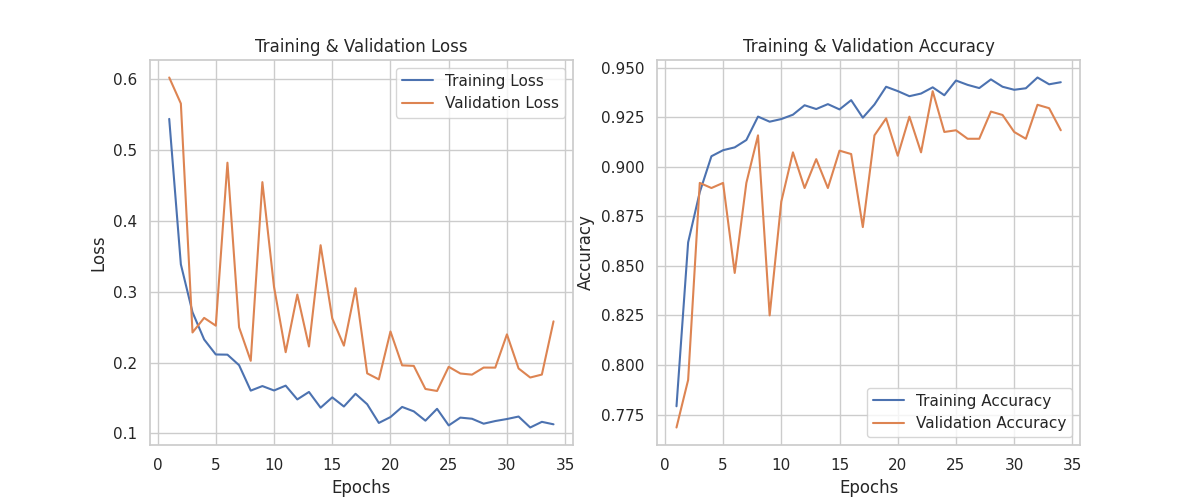 Training & Validation Loss
Training Loss
Validation Loss
0.6
0.5
0.4
0.3
0.2
0.1
Loss
0 5 10 15 20 25 30 35
Epochs
Training & Validation Accuracy
0.950
0.925
0.900
0.875
0.850
0.825
0.800
0.775
Accuracy
Training Accuracy
Validation Accuracy
0 5 10 15 20 25 30 35
Epochs